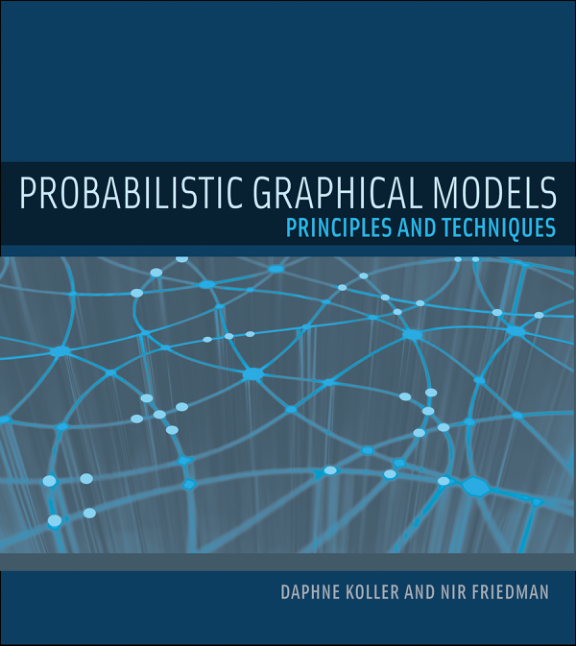 PROBABILISTIC GRAPHICAL MODELS
PRINCIPLES AND TECHNIQUES
DAPHNE KOLLER AND NIR FRIEDMAN